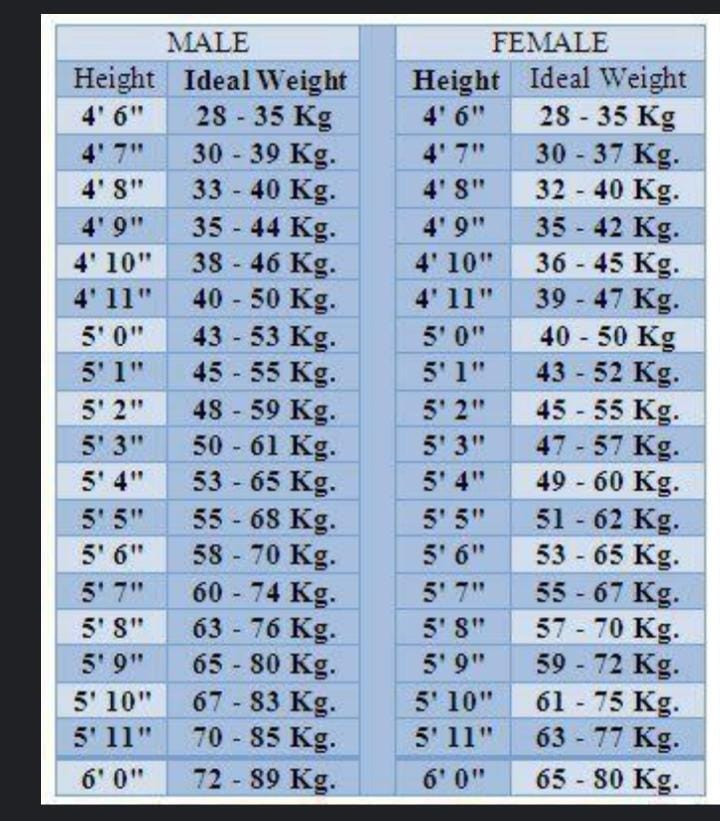 MALE FEMALE
Height Ideal Weight Height Ideal Weight
4' 6" 28 - 35 Kg 4' 6" 28 - 35 Kg
4' 7" 30 - 39 Kg. 4' 7" 30 - 37 Kg.
4' 8" 33 - 40 Kg. 4' 8" 32 - 40 Kg.
4' 9" 35 - 44 Kg. 4' 9" 35 - 42 Kg.
4' 10" 38 - 46 Kg. 4' 10" 36 - 45 Kg.
4' 11" 40 - 50 Kg. 4' 11" 39 - 47 Kg.
5' 0" 43 - 53 Kg. 5' 0" 40 - 50 Kg
5' 1" 45 - 55 Kg. 5' 1" 43 - 52 Kg.
5' 2" 48 - 59 Kg. 5' 2" 45 - 55 Kg.
5' 3" 50 - 61 Kg. 5' 3" 47 - 57 Kg.
5' 4" 53 - 65 Kg. 5' 4" 49 - 60 Kg.
5' 5" 55 - 68 Kg. 5' 5" 51 - 62 Kg.
5' 6" 58 - 70 Kg. 5' 6" 53 - 65 Kg.
5' 7" 60 - 74 Kg. 5' 7" 55 - 67 Kg.
5' 8" 63 - 76 Kg. 5' 8" 57 - 70 Kg.
5' 9" 65 - 80 Kg. 5' 9" 59 - 72 Kg.
5' 10" 67 - 83 Kg. 5' 10" 61 - 75 Kg.
5' 11" 70 - 85 Kg. 5' 11" 63 - 77 Kg.
6' 0" 72 - 89 Kg. 6' 0" 65 - 80 Kg.